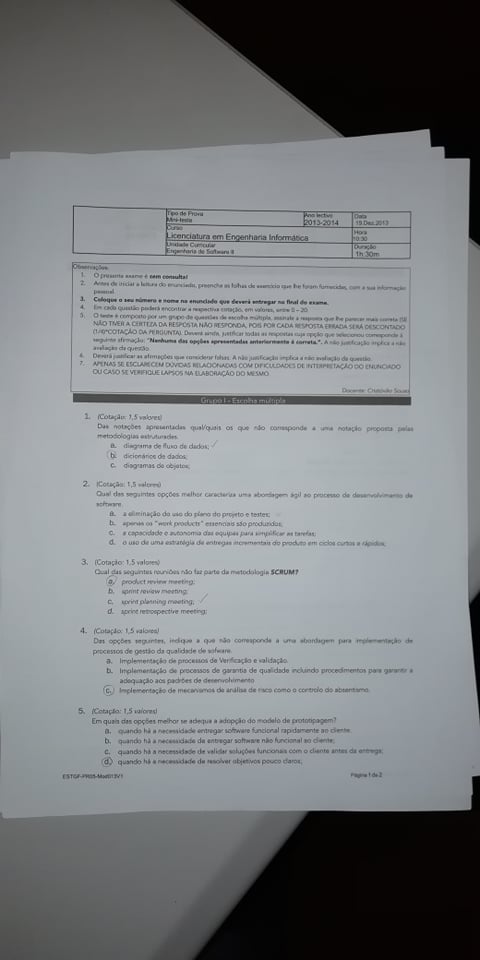 Tipo de Prova
Mini-teste
Ano lectivo
2013-2014
Data
19.Dez.2013
Curso
Licenciatura em Engenharia Informática
Hora
10:30
Unidade Curricular
Engenharia de Software II
Duração
1h:30m
Observações:
1. O presente exame é sem consulta!
2. Antes de iniciar a leitura do enunciado, preencha as folhas de exercício que lhe foram fornecidas, com a sua informação
pessoal.
3. Coloque o seu número e nome no enunciado que deverá entregar no final do exame.
4. Em cada questão poderá encontrar a respectiva cotação, em valores, entre 0 – 20.
5. O teste é composto por um grupo de questões de escolha múltipla, assinale a resposta que lhe parecer mais correta (SE
NÃO TIVER A CERTEZA DA RESPOSTA NÃO RESPONDA, POIS POR CADA RESPOSTA ERRADA SERÁ DESCONTADO
COTAÇÃO DA PERGUNTA). Deverá ainda, justificar todas as respostas cuja opção que selecionou corresponde à
seguinte afirmação: "Nenhuma das opções apresentadas anteriormente é correta.". A não justificação implica a não
avaliação da questão.
6. Deverá justificar as afirmações que considerar falsas. A não justificação implica a não avaliação da questão.
7. APENAS SE ESCLARECEM DÚVIDAS RELACIONADAS COM DIFICULDADES DE INTERPRETAÇÃO DO ENUNCIADO
OU CASO SE VERIFIQUE LAPSOS NA ELABORAÇÃO DO MESMO.
Docente: Cristóvão Sousa
Grupo I - Escolha múltipla
1. (Cotação: 1,5 valores)
Das notações apresentadas qual/quais os que não corresponde a uma notação proposta pelas
metodologias estruturadas.
a. diagrama de fluxo de dados;
b. dicionários de dados;
c. diagramas de objetos;
2. (Cotação: 1,5 valores)
Qual das seguintes opções melhor caracteriza uma abordagem ágil ao processo de desenvolvimento de
software.
a. a eliminação do uso do plano do projeto e testes;
b. apenas os "work products" essenciais são produzidos;
c. a capacidade e autonomia das equipas para simplificar as tarefas;
d. o uso de uma estratégia de entregas incrementais do produto em ciclos curtos e rápidos;
3. (Cotação: 1,5 valores)
Qual das seguintes reuniões não faz parte da metodologia SCRUM?
a. product review meeting;
b. sprint review meeting;
c. sprint planning meeting;
d. sprint retrospective meeting;
4. (Cotação: 1,5 valores)
Das opções seguintes, indique a que não corresponde a uma abordagem para implementação de
processos de gestão da qualidade de sofware.
a. Implementação de processos de Verificação e validação.
b. Implementação de processos de garantia de qualidade incluindo procedimentos para garantir a
adequação aos padrões de desenvolvimento
c. Implementação de mecanismos de análise de risco como o controlo do absentismo.
5. (Cotação: 1,5 valores)
Em quais das opções melhor se adequa a adopção do modelo de prototipagem?
a. quando há a necessidade entregar software funcional rapidamente ao cliente.
b. quando há a necessidade de entregar software não funcional ao cliente;
c. quando há a necessidade de validar soluções funcionais com o cliente antes da entrega;
d. quando há a necessidade de resolver objetivos pouco claros;
ESTGF-PR05-Mod013V1
Página 1 de 2